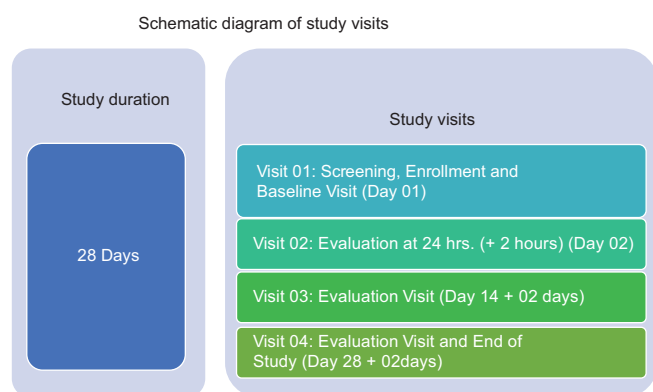 Schematic diagram of study visits
Study duration
28 Days
Study visits
Visit 01: Screening, Enrollment and
Baseline Visit (Day 01)
Visit 02: Evaluation at 24 hrs. (+ 2 hours) (Day 02)
Visit 03: Evaluation Visit (Day 14 + 02 days)
Visit 04: Evaluation Visit and End of
Study (Day 28 + 02days)